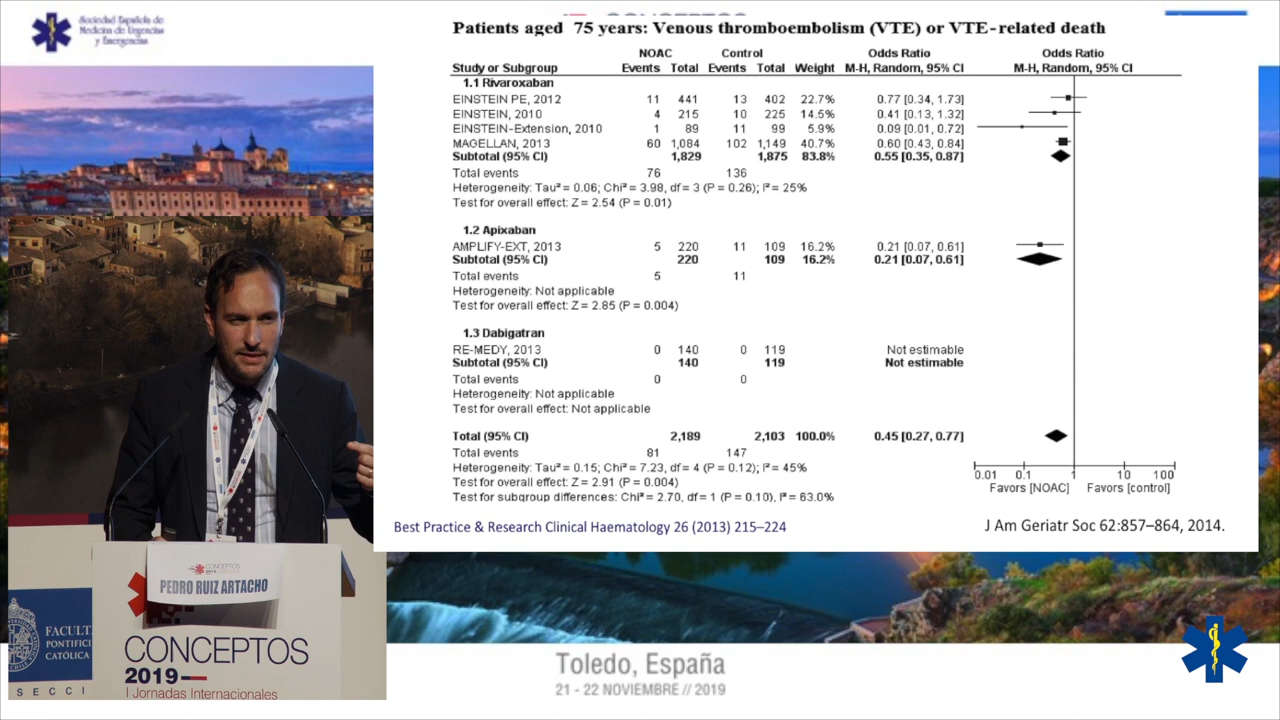 Sociedad Española de
Medicina de Urgencias
y Emergencias
Patients aged 75 years: Venous thromboembolism (VTE) or VTE-related death
NOAC Control Odds Ratio Odds Ratio
Study or Subgroup Events Total Events Total Weight M-H, Random, 95% CI M-H, Random, 95% CI
1.1 Rivaroxaban
EINSTEIN PE, 2012 11 441 13 402 22.7% 0.77 [0.34, 1.73]
EINSTEIN, 2010 4 215 10 225 14.5% 0.41 [0.13, 1.32]
EINSTEIN-Extension, 2010 1 89 11 99 5.9% 0.09 [0.01, 0.72]
MAGELLAN, 2013 60 1,084 102 1,149 40.7% 0.60 [0.43, 0.84]
Subtotal (95% CI) 1,829 1,875 83.8% 0.55 [0.35, 0.87]
Total events 76 136
Heterogeneity: Tau² = 0.06; Chi² = 3.98, df = 3 (P = 0.26); I² = 25%
Test for overall effect: Z = 2.54 (P = 0.01)
1.2 Apixaban
AMPLIFY-EXT, 2013 5 220 11 109 16.2% 0.21 [0.07, 0.61]
Subtotal (95% CI) 220 109 16.2% 0.21 [0.07, 0.61]
Total events 5 11
Heterogeneity: Not applicable
Test for overall effect: Z = 2.85 (P = 0.004)
1.3 Dabigatran
RE-MEDY, 2013 0 140 0 119 Not estimable
Subtotal (95% CI) 140 119 Not estimable
Total events 0 0
Heterogeneity: Not applicable
Test for overall effect: Not applicable
Total (95% CI) 2,189 2,103 100.0% 0.45 [0.27, 0.77]
Total events 81 147
Heterogeneity: Tau² = 0.15; Chi² = 7.23, df = 4 (P = 0.12); I² = 45%
Test for overall effect: Z = 2.91 (P = 0.004)
Test for subgroup differences: Chi² = 2.70, df = 1 (P = 0.10), I² = 63.0%
0.01 0.1 1 10 100
Favors [NOAC] Favors [control]
Best Practice & Research Clinical Haematology 26 (2013) 215–224
J Am Geriatr Soc 62:857–864, 2014.
CONCEPTOS
PEDRO RUIZ ARTACHO
FACULT
PONTIFIC
CATÓLICA
SECCI
CONCEPTOS
2019
I Jornadas Internacionales
Toledo, España
21 - 22 NOVIEMBRE // 2019